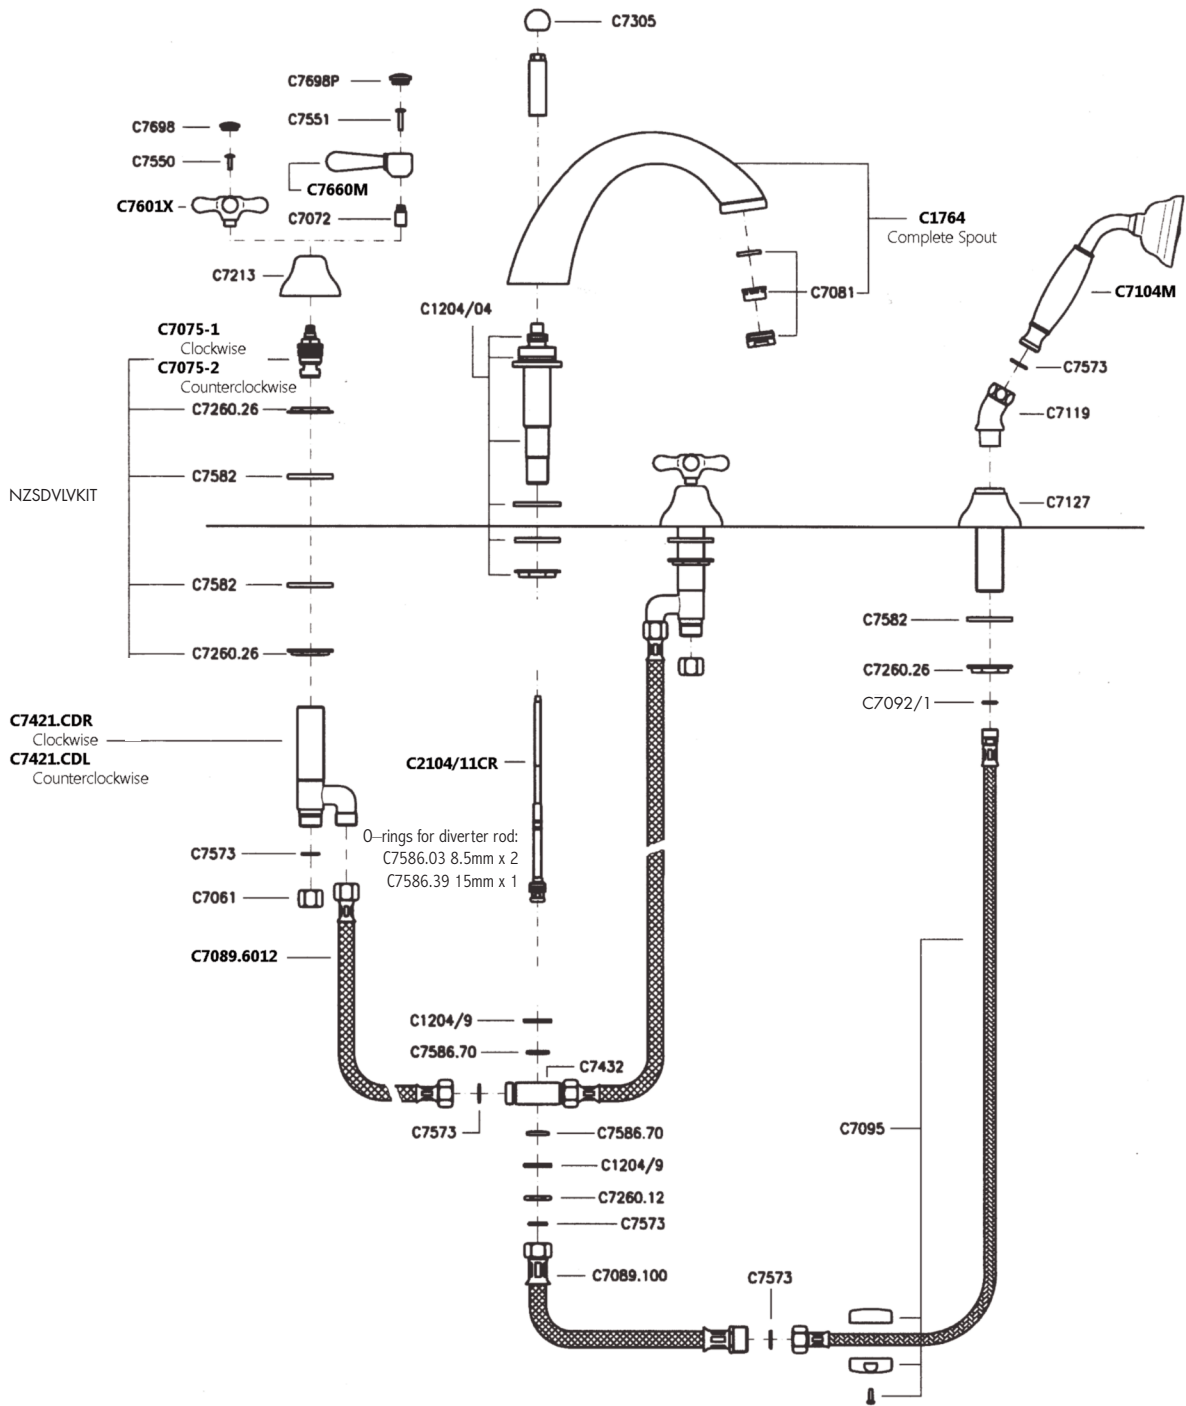 C7305
C7698P
C7698
C7551
C7550
C7660M
C7601X
C7072
C1764
Complete Spout
C7213
C7081
C7104M
C1204/04
C7075-1
Clockwise
C7075-2
Counterclockwise
C7573
C7260.26
C7119
C7582
NZSDVLVKIT
C7127
C7582
C7582
C7260.26
C7260.26
C7092/1
C7421.CDR
Clockwise
C7421.CDL
Counterclockwise
C2104/11CR
O–rings for diverter rod:
C7586.03 8.5mm x 2
C7586.39 15mm x 1
C7573
C7061
C7089.6012
C1204/9
C7586.70
C7432
C7573
C7586.70
C7095
C1204/9
C7260.12
C7573
C7089.100
C7573